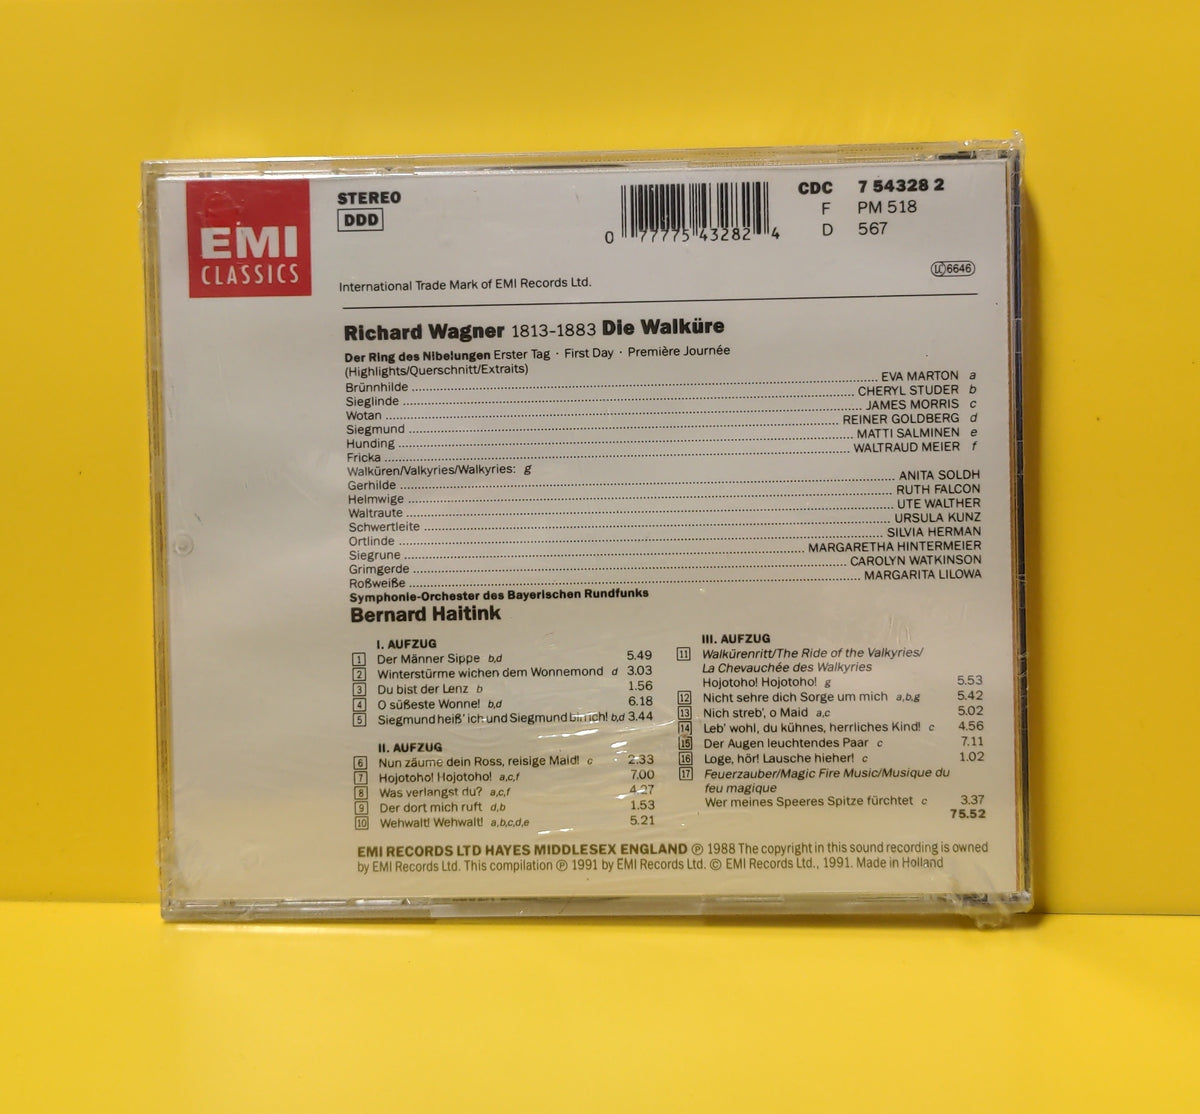 EMI
CLASSICS
STEREO
DDD
0 77775 43282 4
CDC 7 54328 2
F PM 518
D 567
LC 6646
International Trade Mark of EMI Records Ltd.
Richard Wagner 1813-1883 Die Walküre
Der Ring des Nibelungen Erster Tag · First Day · Première Journée
(Highlights/Querschnitt/Extraits)
Brünnhilde EVA MARTON a
Sieglinde CHERYL STUDER b
Wotan JAMES MORRIS c
Siegmund REINER GOLDBERG d
Hunding MATTI SALMINEN e
Fricka WALTRAUD MEIER f
Walküren/Valkyries/Walkyries: g
Gerhilde ANITA SOLDH
Helmwige RUTH FALCON
Waltraute UTE WALTHER
Schwertleite URSULA KUNZ
Ortlinde SILVIA HERMAN
Siegrune MARGARETHA HINTERMEIER
Grimgerde CAROLYN WATKINSON
Roßweiße MARGARITA LILOWA
Symphonie-Orchester des Bayerischen Rundfunks
Bernard Haitink
I. AUFZUG
1 Der Männer Sippe b,d 5.49
2 Winterstürme wichen dem Wonnemond d 3.03
3 Du bist der Lenz b 1.56
4 O süßeste Wonne! b,d 6.18
5 Siegmund heiß' ich und Siegmund bin ich! b,d 3.44
II. AUFZUG
6 Nun zäume dein Ross, reisige Maid! c 2.33
7 Hojotoho! Hojotoho! a,c,f 7.00
8 Was verlangst du? a,c,f 4.27
9 Der dort mich ruft d,b 1.53
10 Wehwalt! Wehwalt! a,b,c,d,e 5.21
III. AUFZUG
11 Walkürenritt/The Ride of the Valkyries/
La Chevauchée des Walkyries
Hojotoho! Hojotoho! g 5.53
12 Nicht sehre dich Sorge um mich a,b,g 5.42
13 Nich streb', o Maid a,c 5.02
14 Leb' wohl, du kühnes, herrliches Kind! c 4.56
15 Der Augen leuchtendes Paar c 7.11
16 Loge, hör! Lausche hieher! c 1.02
17 Feuerzauber/Magic Fire Music/Musique du
feu magique
Wer meines Speeres Spitze fürchtet c 3.37
75.52
EMI RECORDS LTD HAYES MIDDLESEX ENGLAND ℗ 1988 The copyright in this sound recording is owned
by EMI Records Ltd. This compilation ℗ 1991 by EMI Records Ltd. © EMI Records Ltd., 1991. Made in Holland